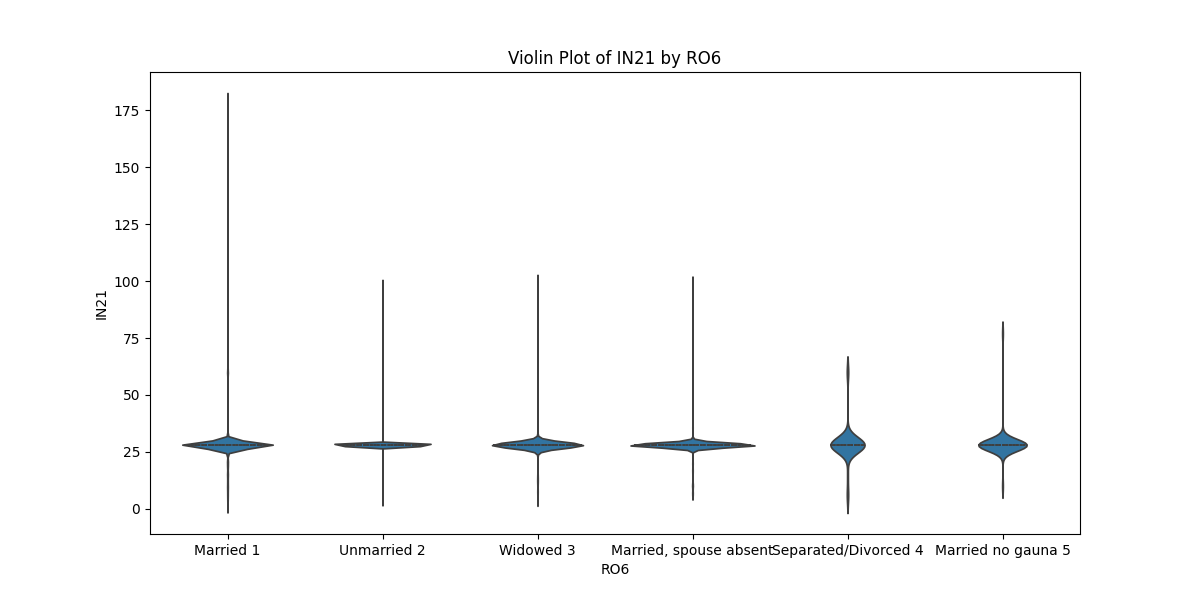 Violin Plot of IN21 by RO6
175
150
125
100
75
50
25
0
IN21
Married 1
Unmarried 2
Widowed 3
Married, spouse absent
Separated/Divorced 4
Married no gauna 5
RO6